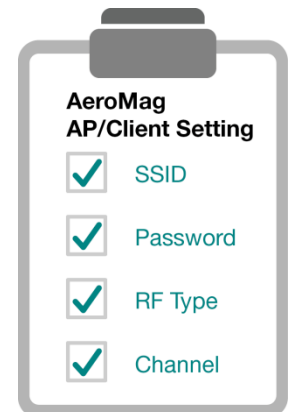 AeroMag
AP/Client Setting
SSID
Password
RF Type
Channel